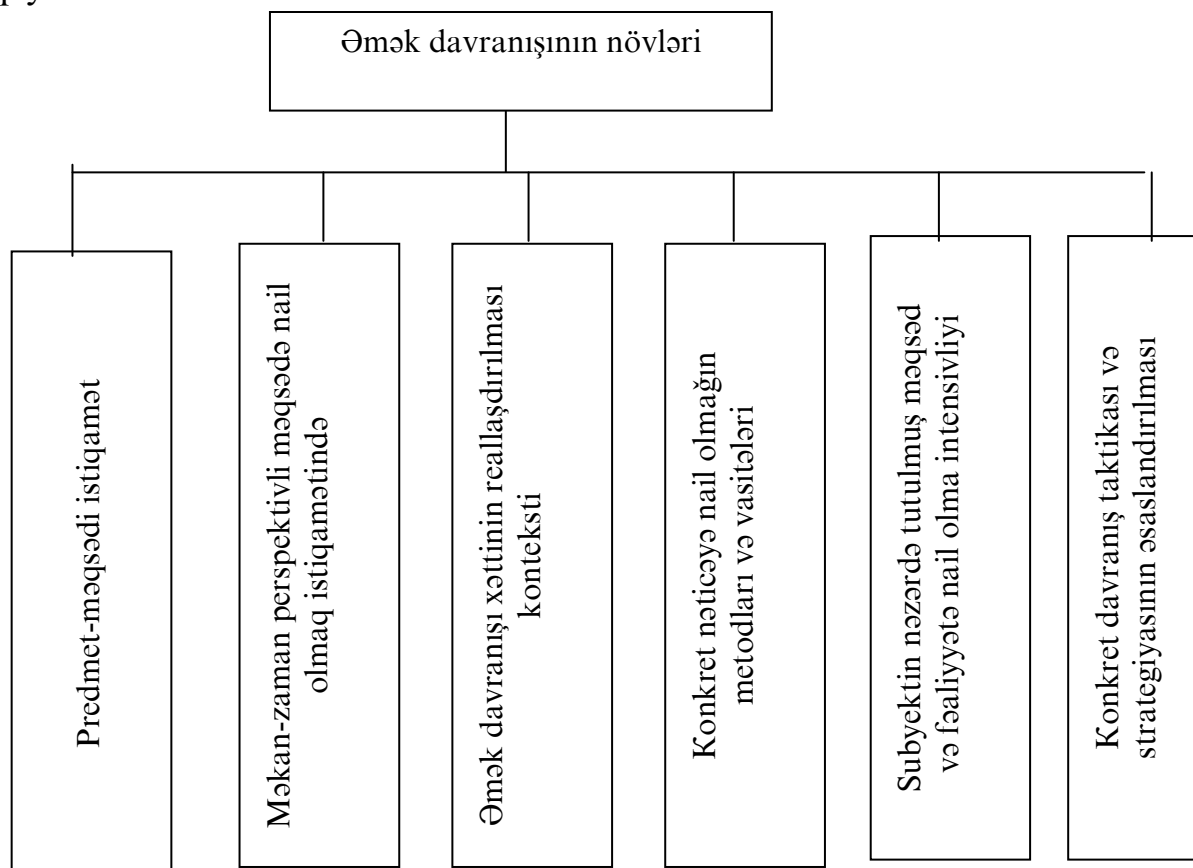 Əmək davranışının növləri
Predmet-məqsədi istiqamət
Məkan-zaman perspektivli məqsədə nail
olmaq istiqamətində
Əmək davranışı xəttinin reallaşdırılması
konteksti
Konkret nəticəyə nail olmağın
metodları və vasitələri
Subyektin nəzərdə tutulmuş məqsəd
və fəaliyyətə nail olma intensivliyi
Konkret davranış taktikası və
strategiyasının əsaslandırılması